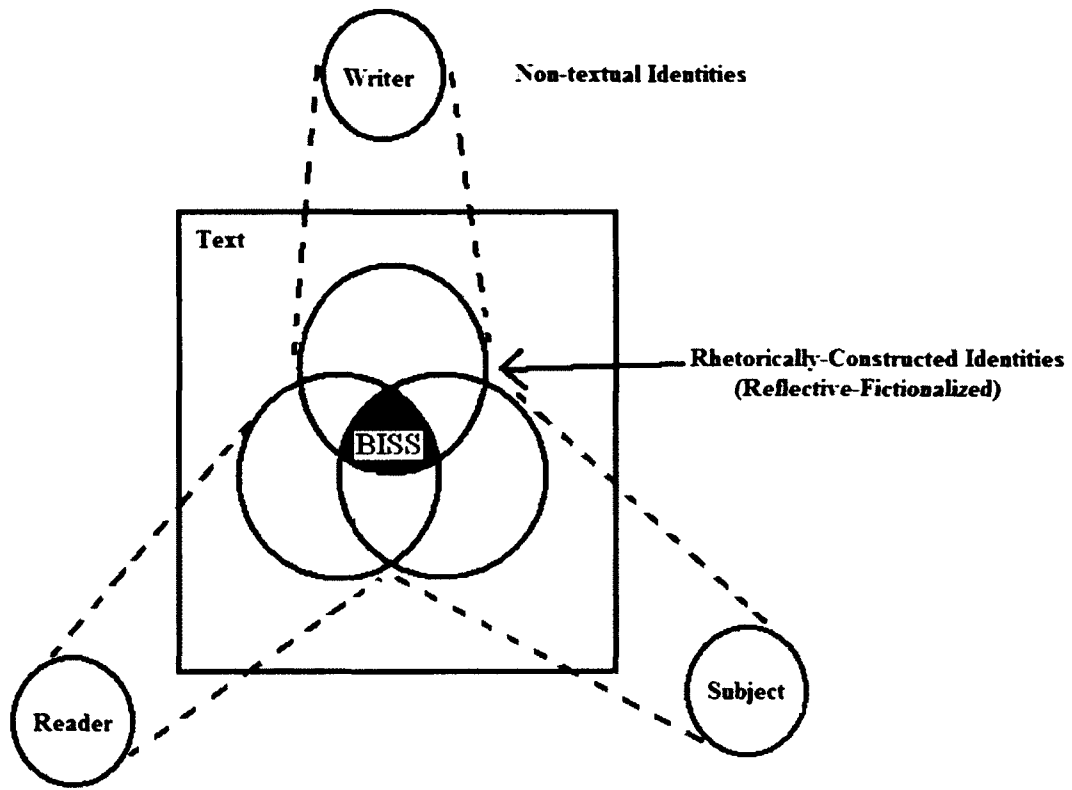 Writer
Non-textual Identities
Text
Rhetorically-Constructed Identities
(Reflective-Fictionalized)
BISS
Subject
Reader